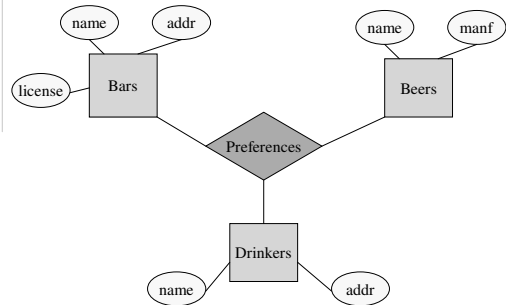 name
addr
name
manf
license
Bars
Beers
Preferences
Drinkers
name
addr